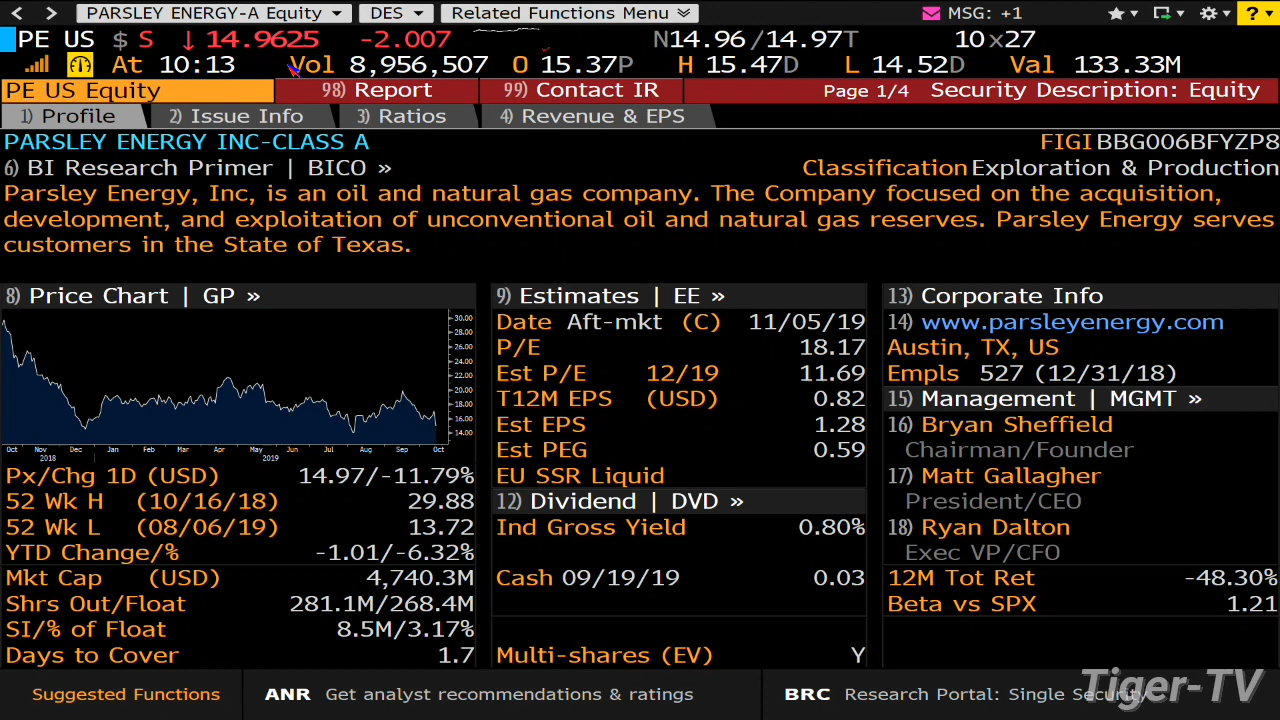 PARSLEY ENERGY-A Equity DES Related Functions Menu MSG: +1
PE US $ S ↓ 14.9625 -2.007 N14.96/14.97T 10x27
At 10:13 Vol 8,956,507 O 15.37P H 15.47D L 14.52D Val 133.33M
PE US Equity 98) Report 99) Contact IR Page 1/4 Security Description: Equity
1) Profile 2) Issue Info 3) Ratios 4) Revenue & EPS
PARSLEY ENERGY INC-CLASS A FIGI BBG006BFYZP8
6) BI Research Primer | BICO » Classification Exploration & Production
Parsley Energy, Inc, is an oil and natural gas company. The Company focused on the acquisition,
development, and exploitation of unconventional oil and natural gas reserves. Parsley Energy serves
customers in the State of Texas.
8) Price Chart | GP »
30.00
28.00
26.00
24.00
22.00
20.00
18.00
16.00
14.00
Oct Nov Dec Jan Feb Mar Apr May Jun Jul Aug Sep Oct
2018 2019
Px/Chg 1D (USD) 14.97/-11.79%
52 Wk H (10/16/18) 29.88
52 Wk L (08/06/19) 13.72
YTD Change/% -1.01/-6.32%
Mkt Cap (USD) 4,740.3M
Shrs Out/Float 281.1M/268.4M
SI/% of Float 8.5M/3.17%
Days to Cover 1.7
9) Estimates | EE »
Date Aft-mkt (C) 11/05/19
P/E 18.17
Est P/E 12/19 11.69
T12M EPS (USD) 0.82
Est EPS 1.28
Est PEG 0.59
EU SSR Liquid
12) Dividend | DVD »
Ind Gross Yield 0.80%
Cash 09/19/19 0.03
Multi-shares (EV) Y
13) Corporate Info
14) www.parsleyenergy.com
Austin, TX, US
Empls 527 (12/31/18)
15) Management | MGMT »
16) Bryan Sheffield
Chairman/Founder
17) Matt Gallagher
President/CEO
18) Ryan Dalton
Exec VP/CFO
12M Tot Ret -48.30%
Beta vs SPX 1.21
Suggested Functions ANR Get analyst recommendations & ratings BRC Research Portal: Single Security
Tiger-TV